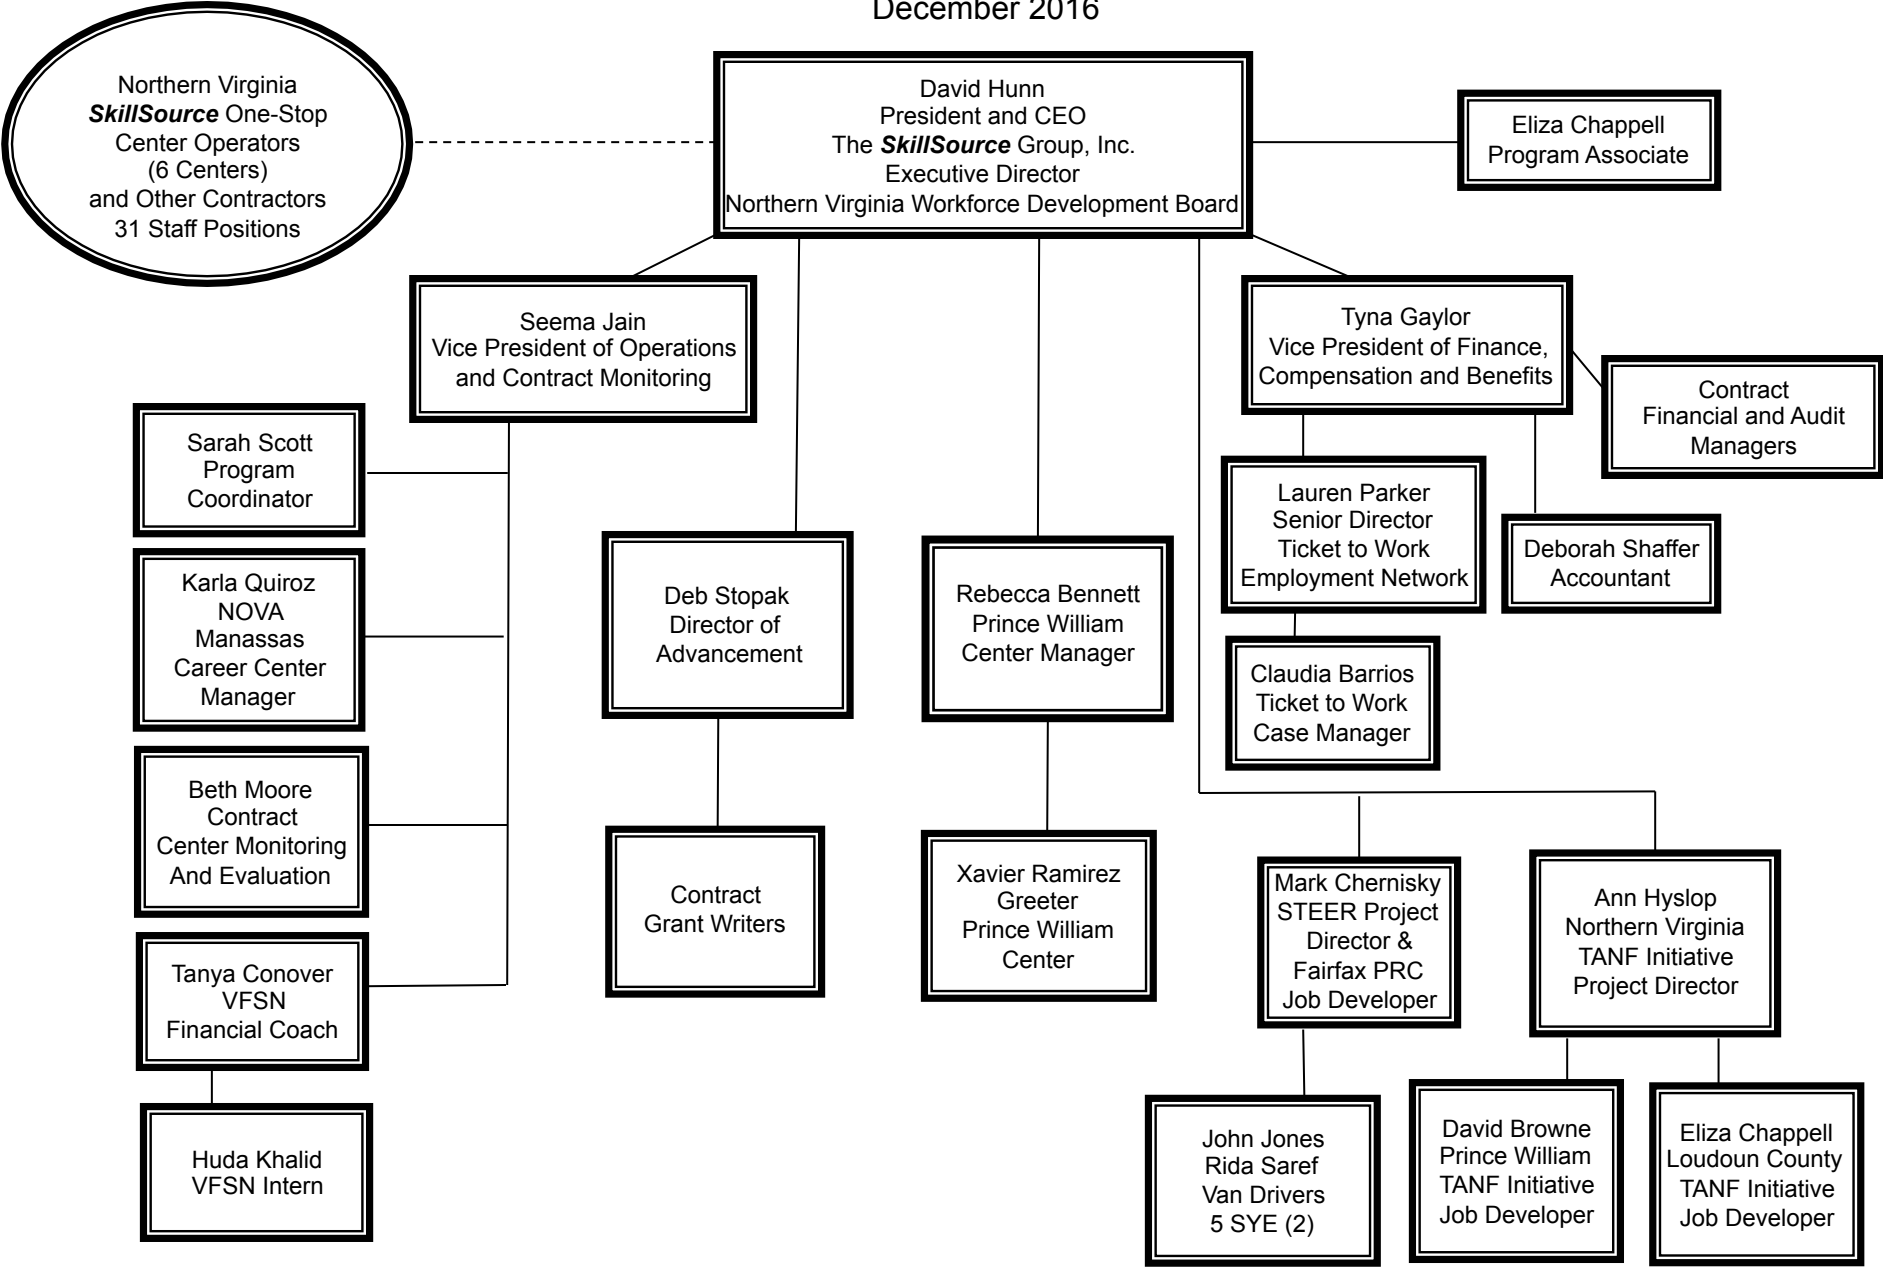 December 2016
Northern Virginia
SkillSource One-Stop
Center Operators
(6 Centers)
and Other Contractors
31 Staff Positions
David Hunn
President and CEO
The SkillSource Group, Inc.
Executive Director
Northern Virginia Workforce Development Board
Eliza Chappell
Program Associate
Seema Jain
Vice President of Operations
and Contract Monitoring
Tyna Gaylor
Vice President of Finance,
Compensation and Benefits
Contract
Financial and Audit
Managers
Sarah Scott
Program
Coordinator
Karla Quiroz
NOVA
Manassas
Career Center
Manager
Beth Moore
Contract
Center Monitoring
And Evaluation
Tanya Conover
VFSN
Financial Coach
Huda Khalid
VFSN Intern
Deb Stopak
Director of
Advancement
Contract
Grant Writers
Rebecca Bennett
Prince William
Center Manager
Xavier Ramirez
Greeter
Prince William
Center
Lauren Parker
Senior Director
Ticket to Work
Employment Network
Deborah Shaffer
Accountant
Claudia Barrios
Ticket to Work
Case Manager
Mark Chernisky
STEER Project
Director &
Fairfax PRC
Job Developer
Ann Hyslop
Northern Virginia
TANF Initiative
Project Director
John Jones
Rida Saref
Van Drivers
5 SYE (2)
David Browne
Prince William
TANF Initiative
Job Developer
Eliza Chappell
Loudoun County
TANF Initiative
Job Developer